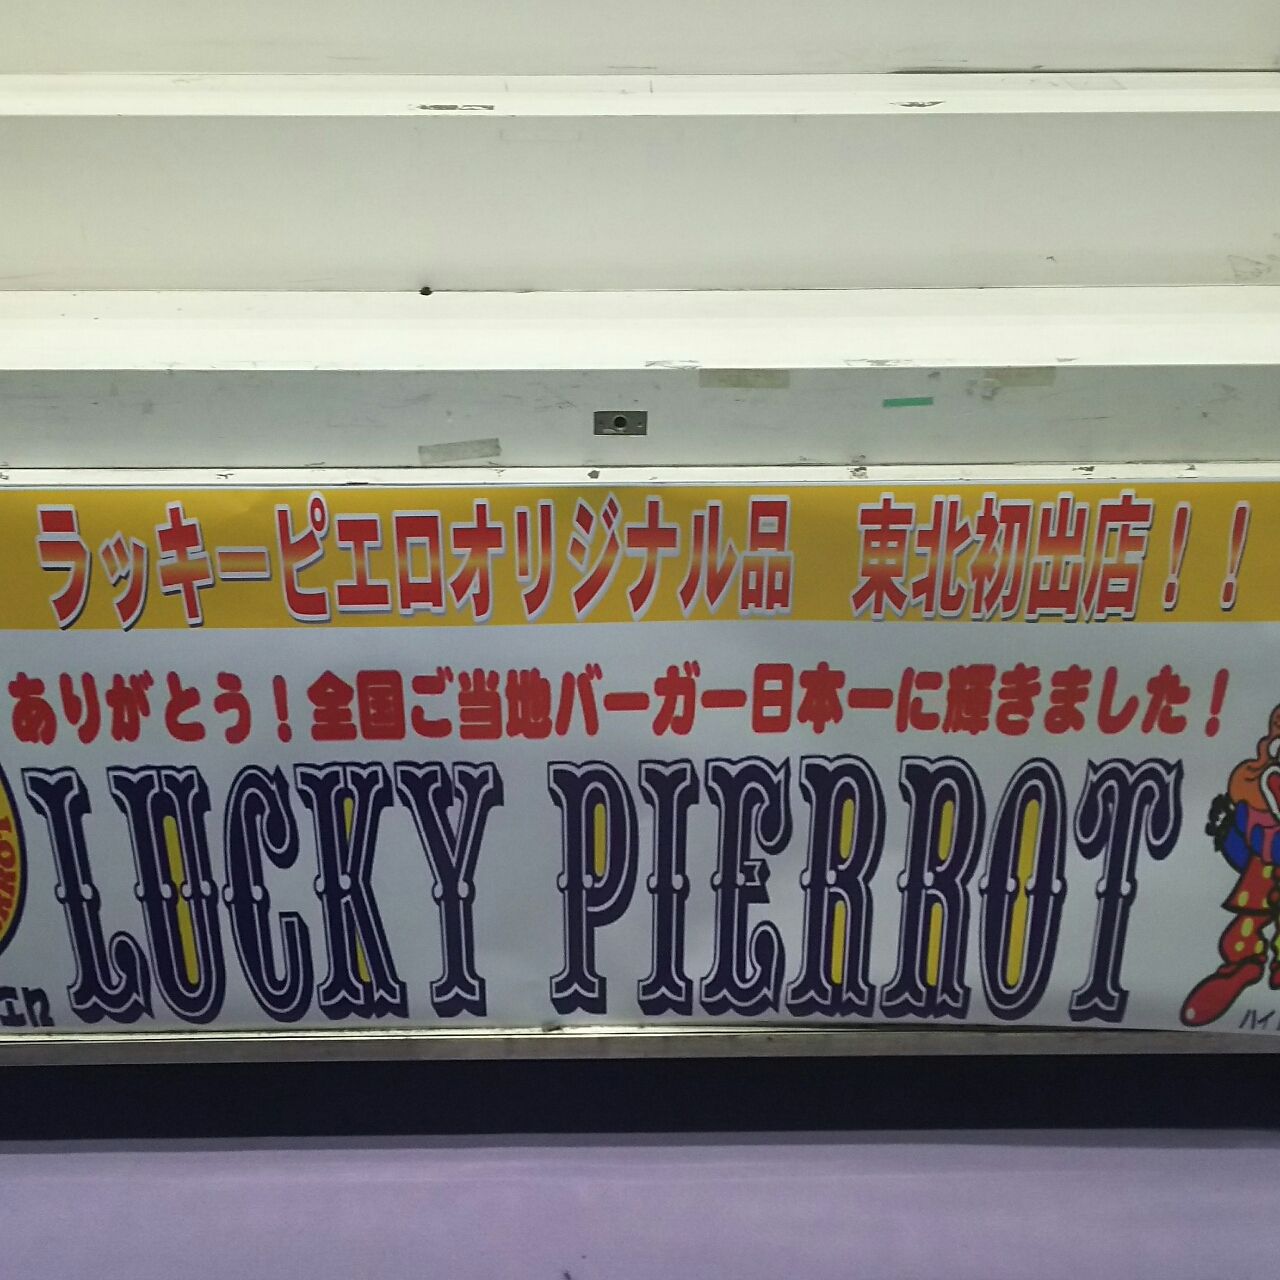 ラッキーピエロオリジナル品　東北初出店！！
ありがとう！全国ご当地バーガー日本一に輝きました！
LUCKY PIERROT